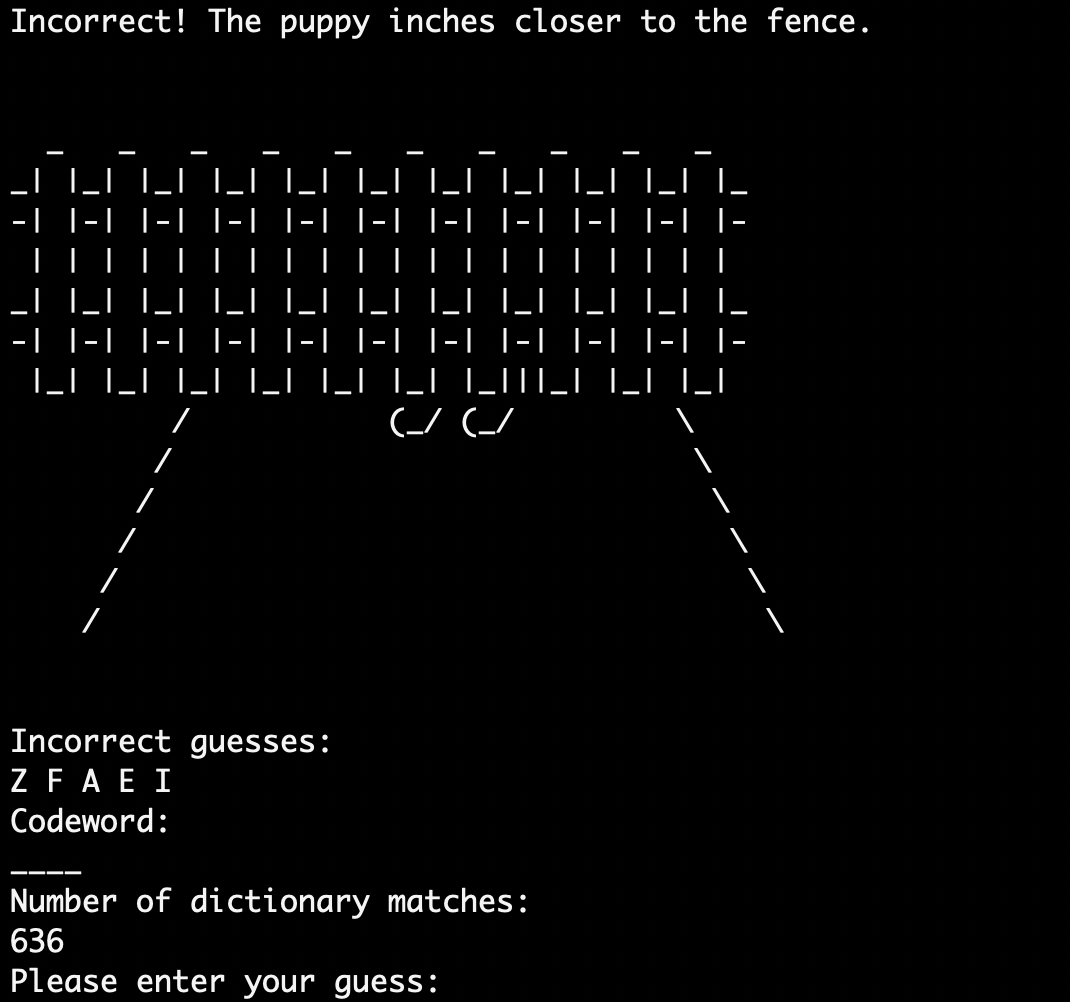 Incorrect! The puppy inches closer to the fence.
Incorrect guesses:
Z F A E I
Codeword:
____
Number of dictionary matches:
636
Please enter your guess: